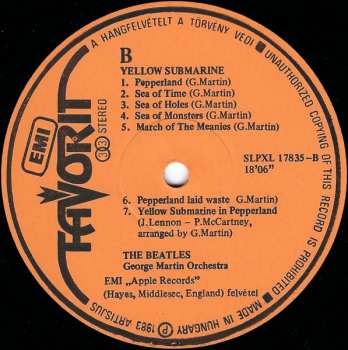 A HANGFELVÉTELT A TÖRVÉNY VÉDI
UNAUTHORIZED COPYING OF THIS RECORD IS PROHIBITED
MADE IN HUNGARY ARTISJUS
℗ 1983
EMI
FAVORIT
33 STEREO
B
YELLOW SUBMARINE
1. Pepperland (G.Martin)
2. Sea of Time (G.Martin)
3. Sea of Holes (G.Martin)
4. Sea of Monsters (G.Martin)
5. March of The Meanies (G.Martin)
SLPXL 17835-B
18'06"
6. Pepperland laid waste G.Martin)
7. Yellow Submarine in Pepperland
(J.Lennon - P.McCartney,
arranged by G.Martin)
THE BEATLES
George Martin Orchestra
EMI „Apple Records"
(Hayes, Middlesec, England) felvétel